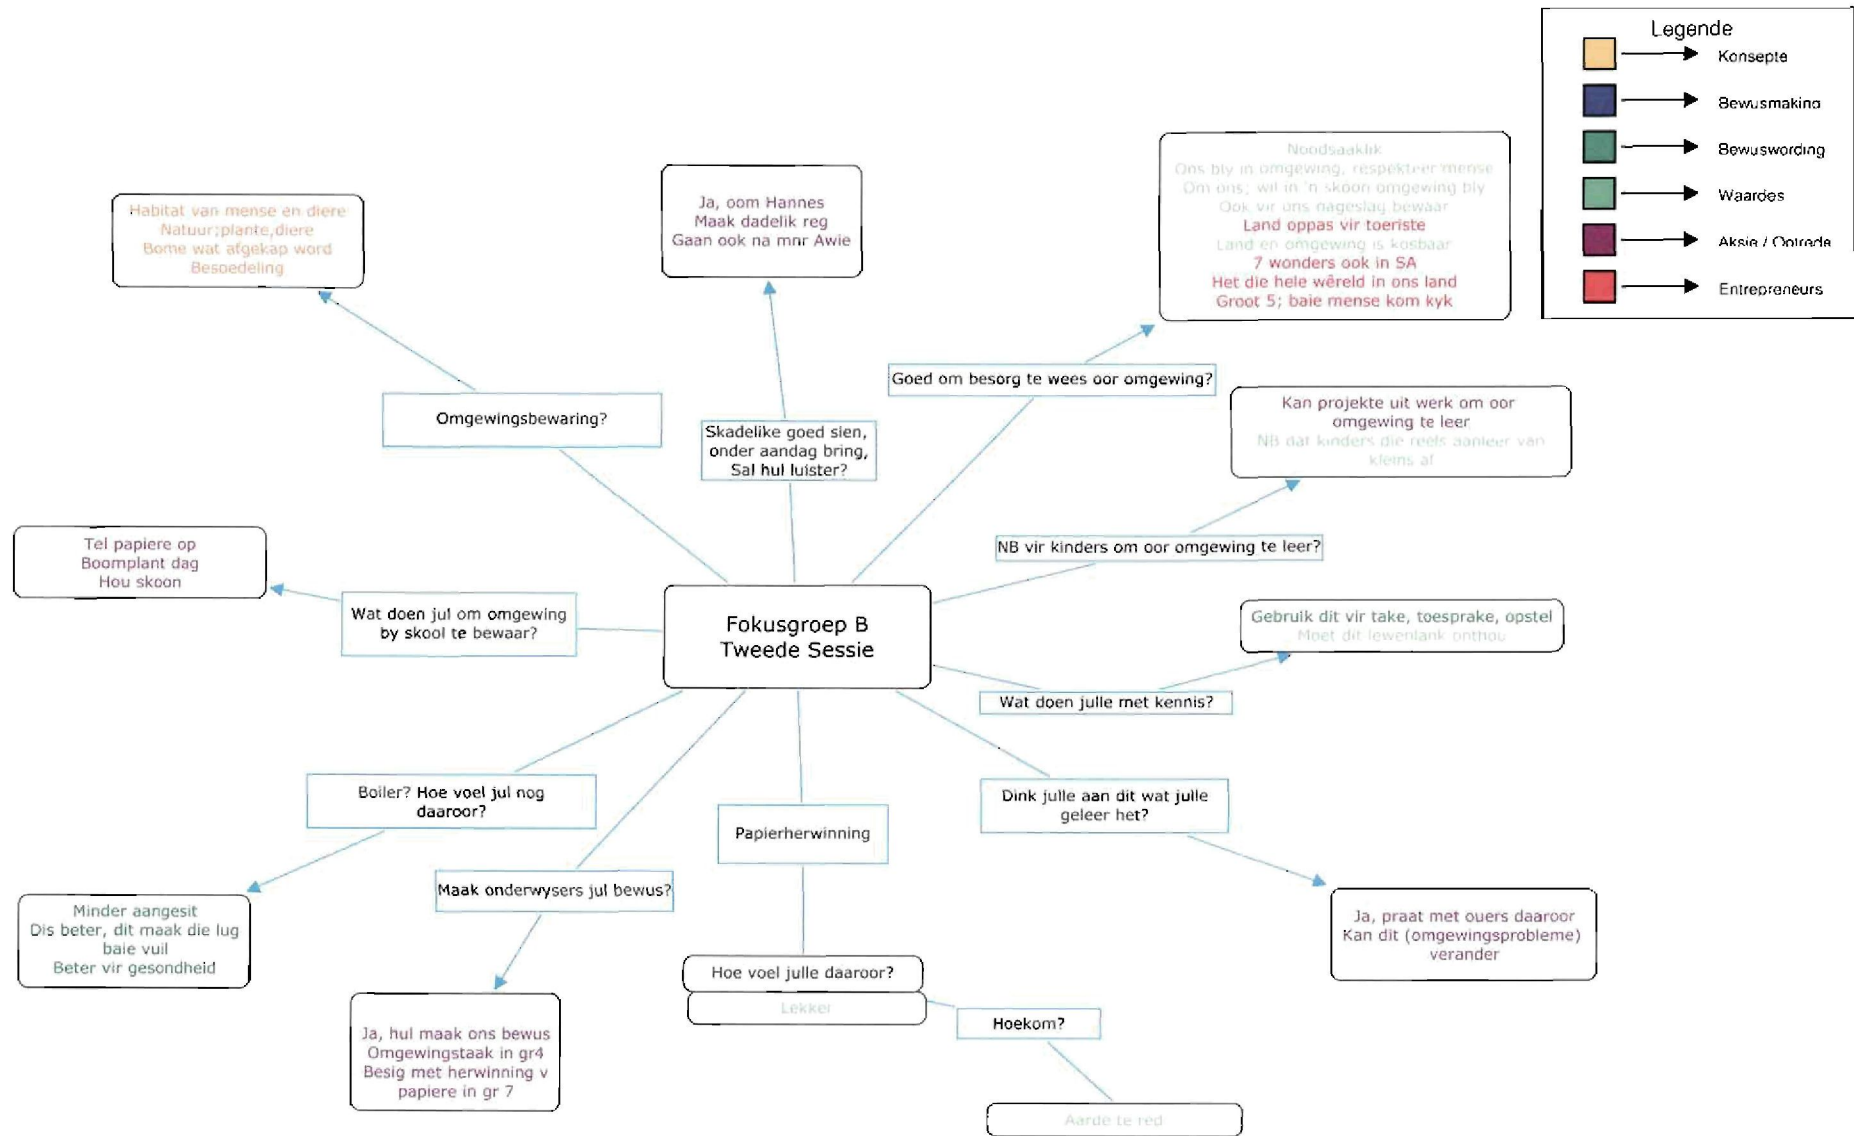 Legende
Konsepte
Bewusmaking
Bewuswording
Waardes
Aksie / Optrede
Entrepreneurs
Noodsaaklik
Ons bly in omgewing, respekteer mense
Om ons; wil in 'n skoon omgewing bly
Ook vir ons nageslag bewaar
Land oppas vir toeriste
Land en omgewing is kosbaar
7 wonders ook in SA
Het die hele wêreld in ons land
Groot 5; baie mense kom kyk
Ja, oom Hannes
Maak dadelik reg
Gaan ook na mnr Awie
Habitat van mense en diere
Natuur;plante,diere
Bome wat afgekap word
Besoedeling
Goed om besorg te wees oor omgewing?
Omgewingsbewaring?
Skadelike goed sien,
onder aandag bring,
Sal hul luister?
Kan projekte uit werk om oor
omgewing te leer
NB dat kinders die reëls aanleer van
kleins af
NB vir kinders om oor omgewing te leer?
Tel papiere op
Boomplant dag
Hou skoon
Wat doen jul om omgewing
by skool te bewaar?
Fokusgroep B
Tweede Sessie
Gebruik dit vir take, toesprake, opstel
Moet dit lewenlank onthou
Wat doen julle met kennis?
Boiler? Hoe voel jul nog
daaroor?
Papierherwinning
Dink julle aan dit wat julle
geleer het?
Maak onderwysers jul bewus?
Minder aangesit
Dis beter, dit maak die lug
baie vuil
Beter vir gesondheid
Ja, praat met ouers daaroor
Kan dit (omgewingsprobleme)
verander
Hoe voel julle daaroor?
Lekker
Hoekom?
Ja, hul maak ons bewus
Omgewingstaak in gr4
Besig met herwinning v
papiere in gr 7
Aarde te red